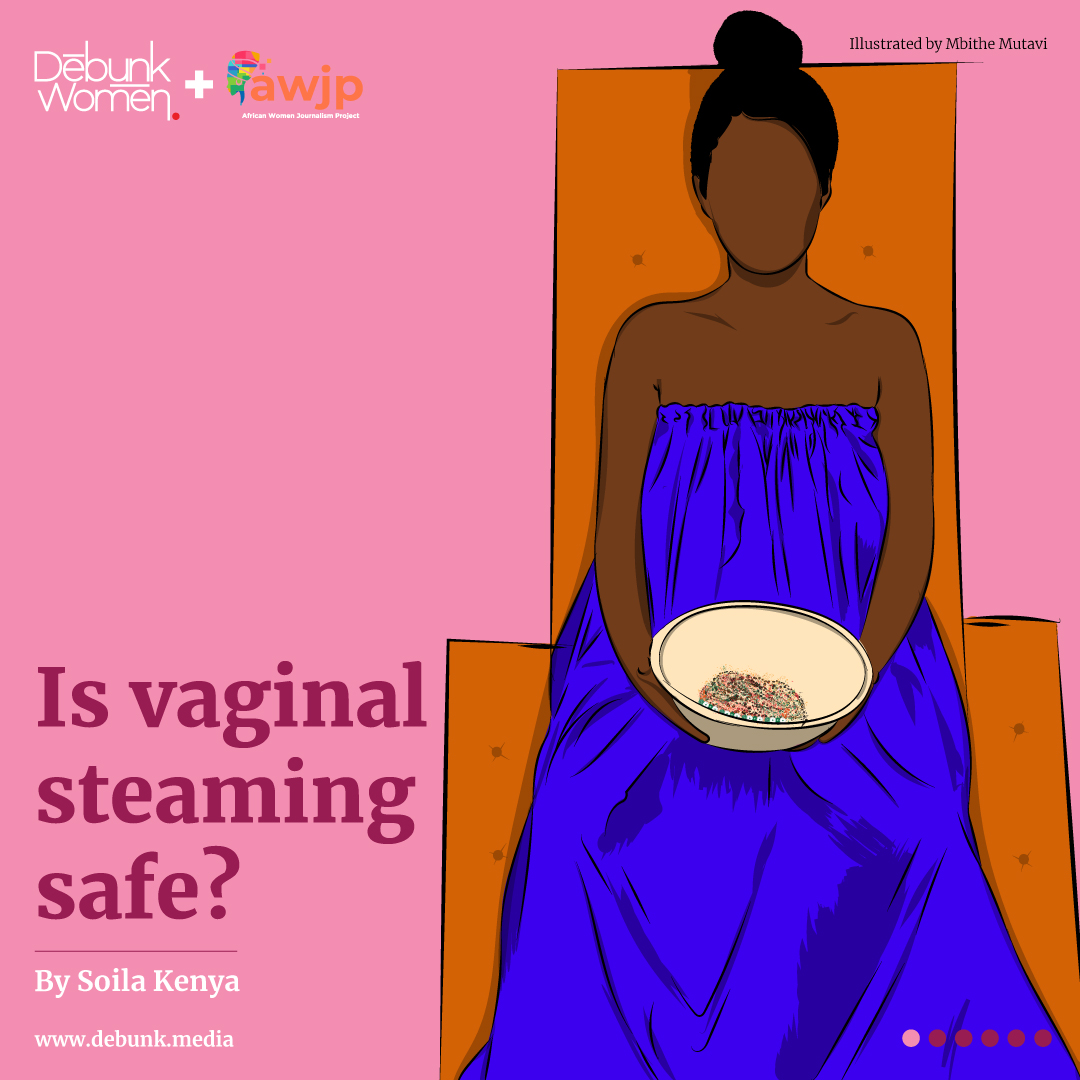 Dēbunk
Women.
+
awjp
African Women Journalism Project
Illustrated by Mbithe Mutavi
Is vaginal
steaming
safe?
By Soila Kenya
www.debunk.media